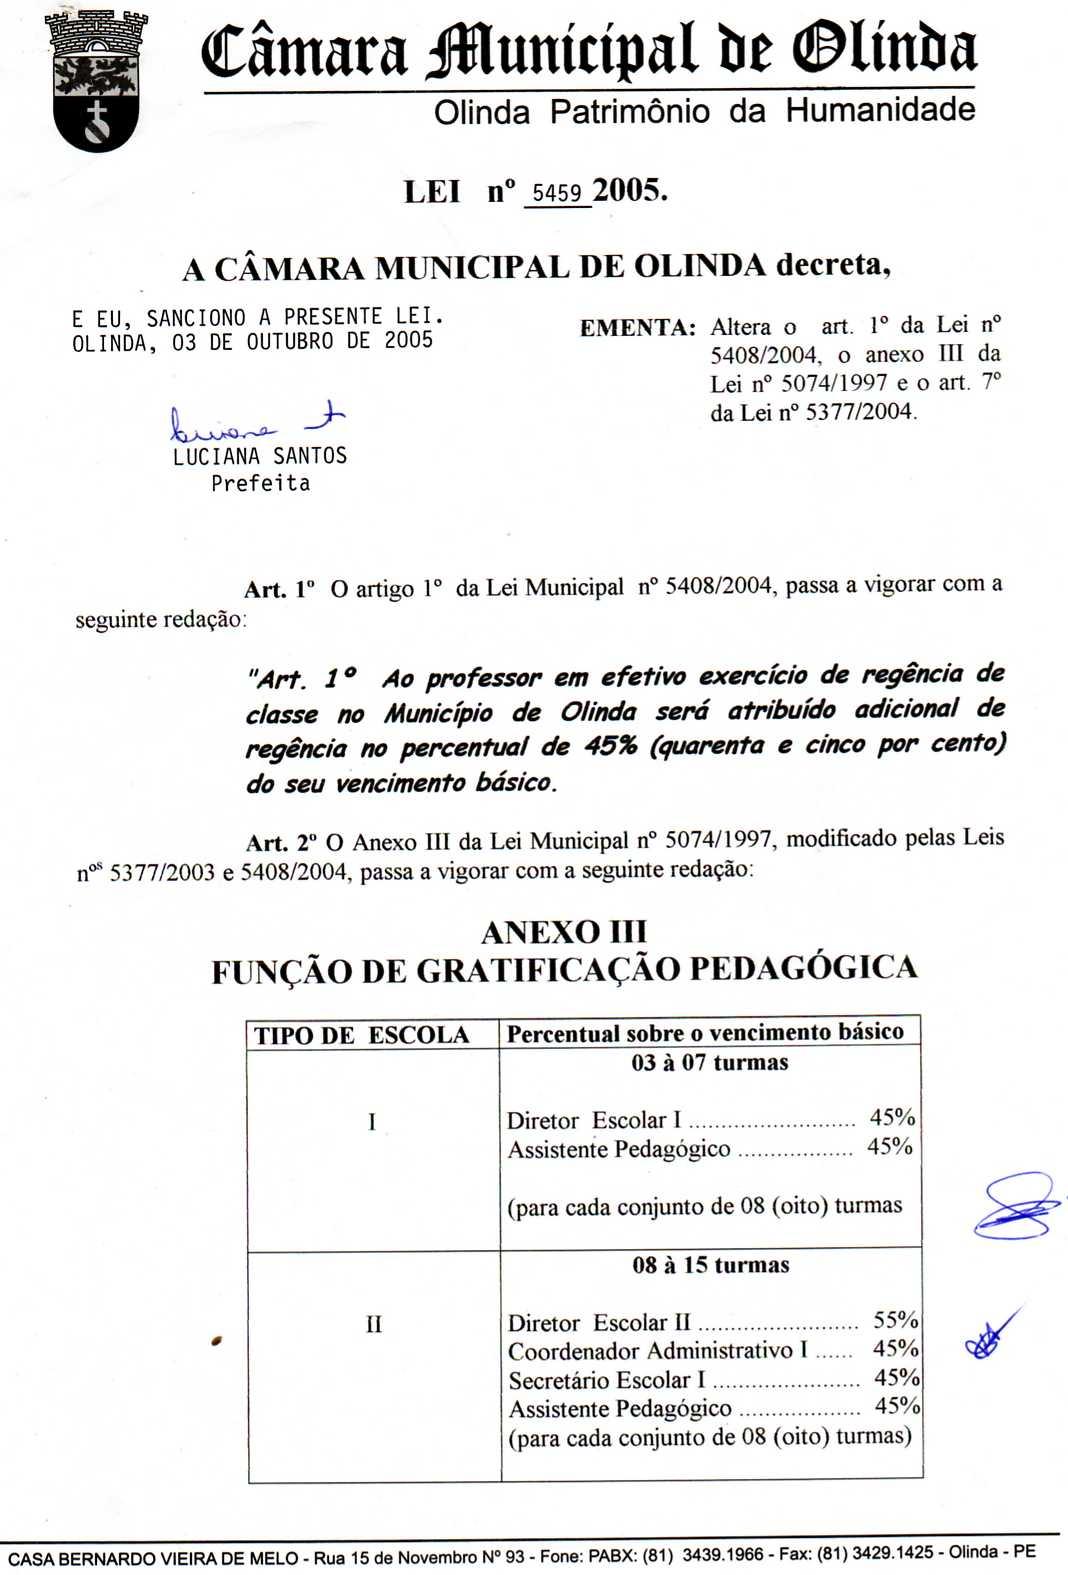 Câmara Municipal de Olinda
Olinda Patrimônio da Humanidade
LEI nº 5459 2005.
A CÂMARA MUNICIPAL DE OLINDA decreta,
E EU, SANCIONO A PRESENTE LEI.
OLINDA, 03 DE OUTUBRO DE 2005
EMENTA: Altera o art. 1º da Lei nº
5408/2004, o anexo III da
Lei nº 5074/1997 e o art. 7º
da Lei nº 5377/2004.
Luciana
LUCIANA SANTOS
Prefeita
Art. 1º O artigo 1º da Lei Municipal nº 5408/2004, passa a vigorar com a
seguinte redação:
"Art. 1º Ao professor em efetivo exercício de regência de
classe no Município de Olinda será atribuído adicional de
regência no percentual de 45% (quarenta e cinco por cento)
do seu vencimento básico.
Art. 2º O Anexo III da Lei Municipal nº 5074/1997, modificado pelas Leis
nºs 5377/2003 e 5408/2004, passa a vigorar com a seguinte redação:
ANEXO III
FUNÇÃO DE GRATIFICAÇÃO PEDAGÓGICA
TIPO DE ESCOLA Percentual sobre o vencimento básico
03 à 07 turmas
I
Diretor Escolar I .......................... 45%
Assistente Pedagógico .................. 45%
(para cada conjunto de 08 (oito) turmas
08 à 15 turmas
II
Diretor Escolar II ......................... 55%
Coordenador Administrativo I ...... 45%
Secretário Escolar I ....................... 45%
Assistente Pedagógico ................... 45%
(para cada conjunto de 08 (oito) turmas)
CASA BERNARDO VIEIRA DE MELO - Rua 15 de Novembro Nº 93 - Fone: PABX: (81) 3439.1966 - Fax: (81) 3429.1425 - Olinda - PE